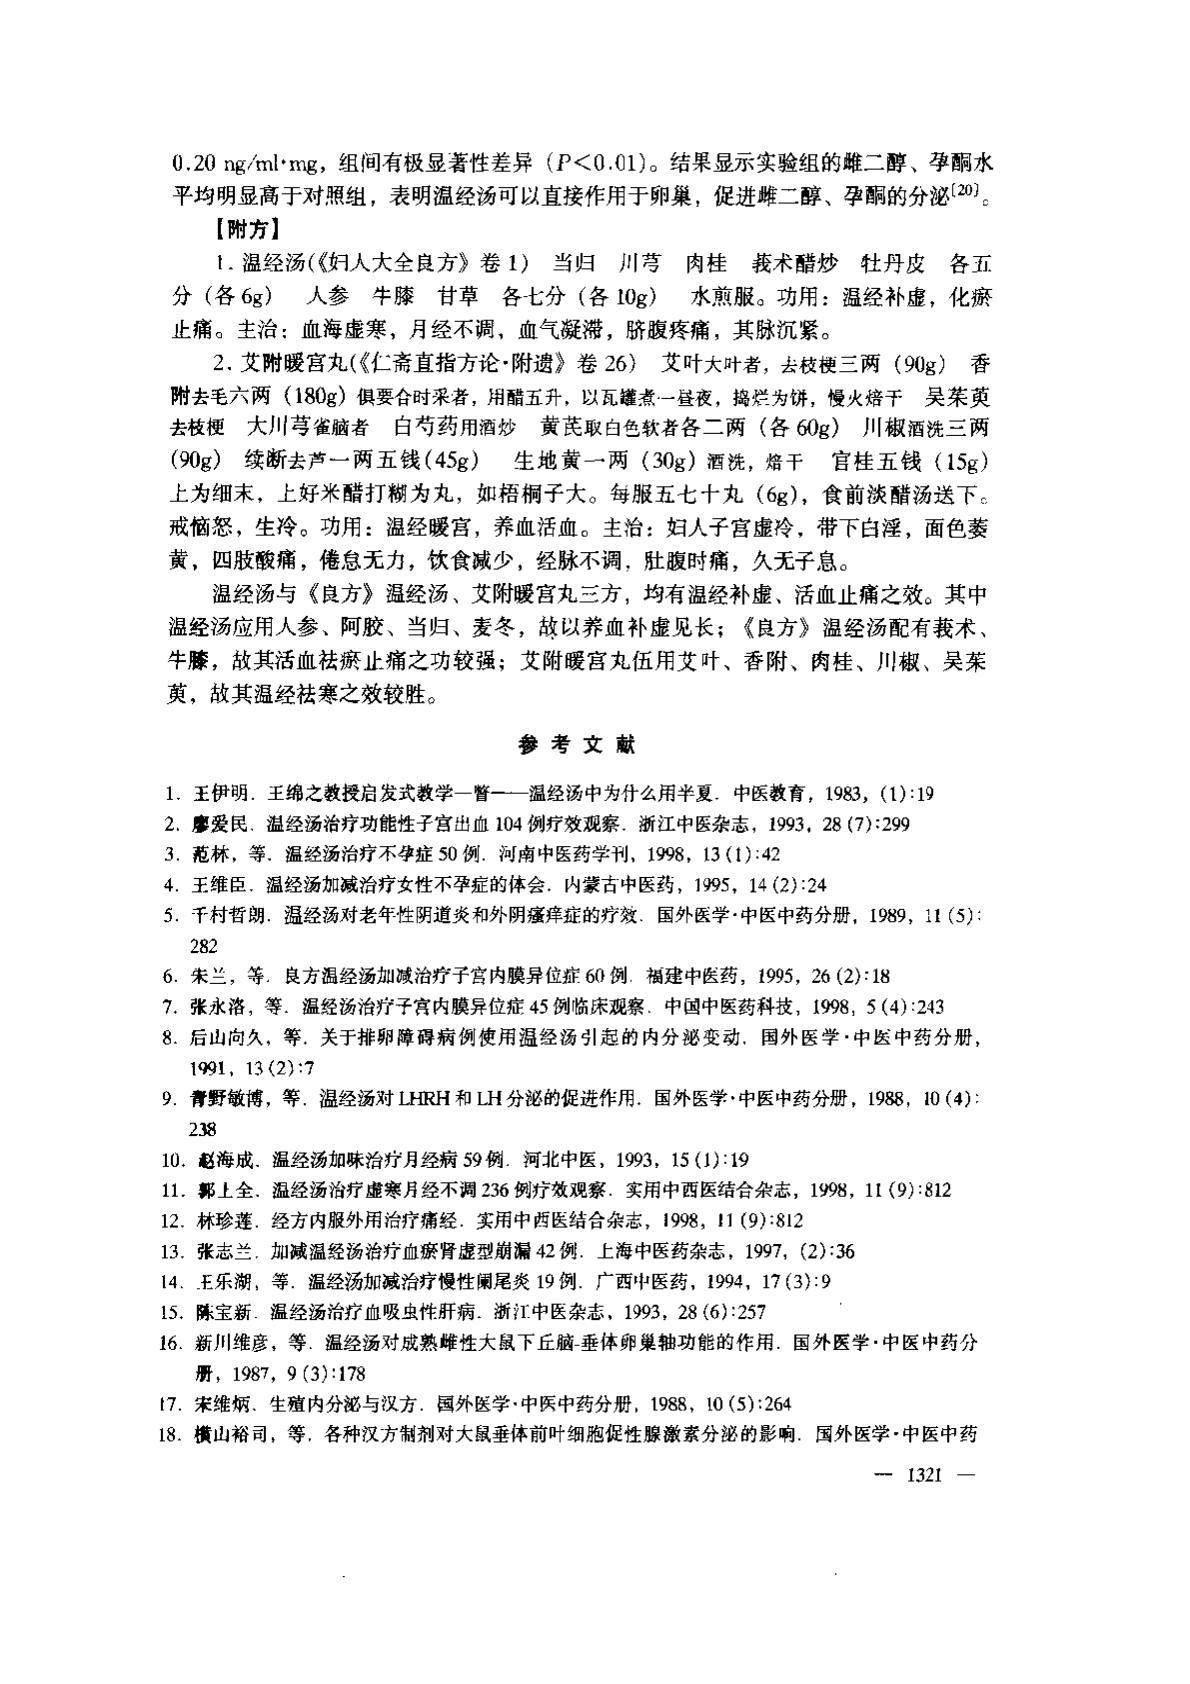 0.20 ng/ml·mg，组间有极显著性差异（P＜0.01）。结果显示实验组的雌二醇、孕酮水
平均明显高于对照组，表明温经汤可以直接作用于卵巢，促进雌二醇、孕酮的分泌〔20〕。
【附方】
1. 温经汤(《妇人大全良方》卷 1） 当归 川芎 肉桂 莪术醋炒 牡丹皮 各五
分（各 6g） 人参 牛膝 甘草 各七分（各 10g） 水煎服。功用：温经补虚，化瘀
止痛。主治：血海虚寒，月经不调，血气凝滞，脐腹疼痛，其脉沉紧。
2. 艾附暖宫丸(《仁斋直指方论·附遗》卷 26） 艾叶大叶者，去枝梗三两（90g） 香
附去毛六两（180g）俱要合时采者，用醋五升，以瓦罐煮一昼夜，捣烂为饼，慢火焙干 吴茱萸
去枝梗 大川芎雀脑者 白芍药用酒炒 黄芪取白色软者各二两（各 60g） 川椒酒洗三两
(90g） 续断去芦一两五钱(45g） 生地黄一两（30g）酒洗，焙干 官桂五钱（15g）
上为细末，上好米醋打糊为丸，如梧桐子大。每服五七十丸（6g），食前淡醋汤送下。
戒恼怒，生冷。功用：温经暖宫，养血活血。主治：妇人子宫虚冷，带下白淫，面色萎
黄，四肢酸痛，倦怠无力，饮食减少，经脉不调，肚腹时痛，久无子息。
温经汤与《良方》温经汤、艾附暖宫丸三方，均有温经补虚、活血止痛之效。其中
温经汤应用人参、阿胶、当归、麦冬，故以养血补虚见长；《良方》温经汤配有莪术、
牛膝，故其活血祛瘀止痛之功较强；艾附暖宫丸伍用艾叶、香附、肉桂、川椒、吴茱
萸，故其温经祛寒之效较胜。
参 考 文 献
1. 王伊明. 王绵之教授启发式教学一瞥——温经汤中为什么用半夏. 中医教育，1983，(1):19
2. 廖爱民. 温经汤治疗功能性子宫出血 104 例疗效观察. 浙江中医杂志，1993，28 (7):299
3. 范林，等. 温经汤治疗不孕症 50 例. 河南中医药学刊，1998，13 (1):42
4. 王维臣. 温经汤加减治疗女性不孕症的体会. 内蒙古中医药，1995，14 (2):24
5. 千村哲朗. 温经汤对老年性阴道炎和外阴瘙痒症的疗效. 国外医学·中医中药分册，1989，11 (5):
282
6. 朱兰，等. 良方温经汤加减治疗子宫内膜异位症 60 例. 福建中医药，1995，26 (2):18
7. 张永洛，等. 温经汤治疗子宫内膜异位症 45 例临床观察. 中国中医药科技，1998，5 (4):243
8. 后山向久，等. 关于排卵障碍病例使用温经汤引起的内分泌变动. 国外医学·中医中药分册，
1991，13 (2):7
9. 青野敏博，等. 温经汤对 LHRH 和 LH 分泌的促进作用. 国外医学·中医中药分册，1988，10 (4):
238
10. 赵海成. 温经汤加味治疗月经病 59 例. 河北中医，1993，15 (1):19
11. 郭上全. 温经汤治疗虚寒月经不调 236 例疗效观察. 实用中西医结合杂志，1998，11 (9):812
12. 林珍莲. 经方内服外用治疗痛经. 实用中西医结合杂志，1998，11 (9):812
13. 张志兰. 加减温经汤治疗血瘀肾虚型崩漏 42 例. 上海中医药杂志，1997，(2):36
14. 王乐湖，等. 温经汤加减治疗慢性阑尾炎 19 例. 广西中医药，1994，17 (3):9
15. 陈宝新. 温经汤治疗血吸虫性肝病. 浙江中医杂志，1993，28 (6):257
16. 新川维彦，等. 温经汤对成熟雌性大鼠下丘脑-垂体卵巢轴功能的作用. 国外医学·中医中药分
册，1987，9 (3):178
17. 宋维炳. 生殖内分泌与汉方. 国外医学·中医中药分册，1988，10 (5):264
18. 横山裕司，等. 各种汉方制剂对大鼠垂体前叶细胞促性腺激素分泌的影响. 国外医学·中医中药
— 1321 —